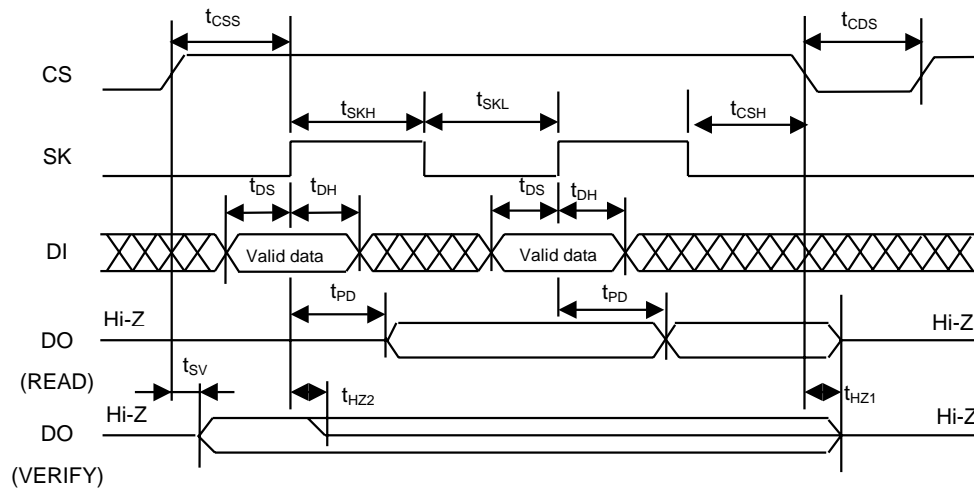 tCSS
tCDS
CS
tSKH
tSKL
tCSH
SK
tDS
tDH
tDS
tDH
DI
Valid data
Valid data
tPD
tPD
Hi-Z
Hi-Z
DO
(READ)
tSV
tHZ2
tHZ1
Hi-Z
Hi-Z
DO
(VERIFY)